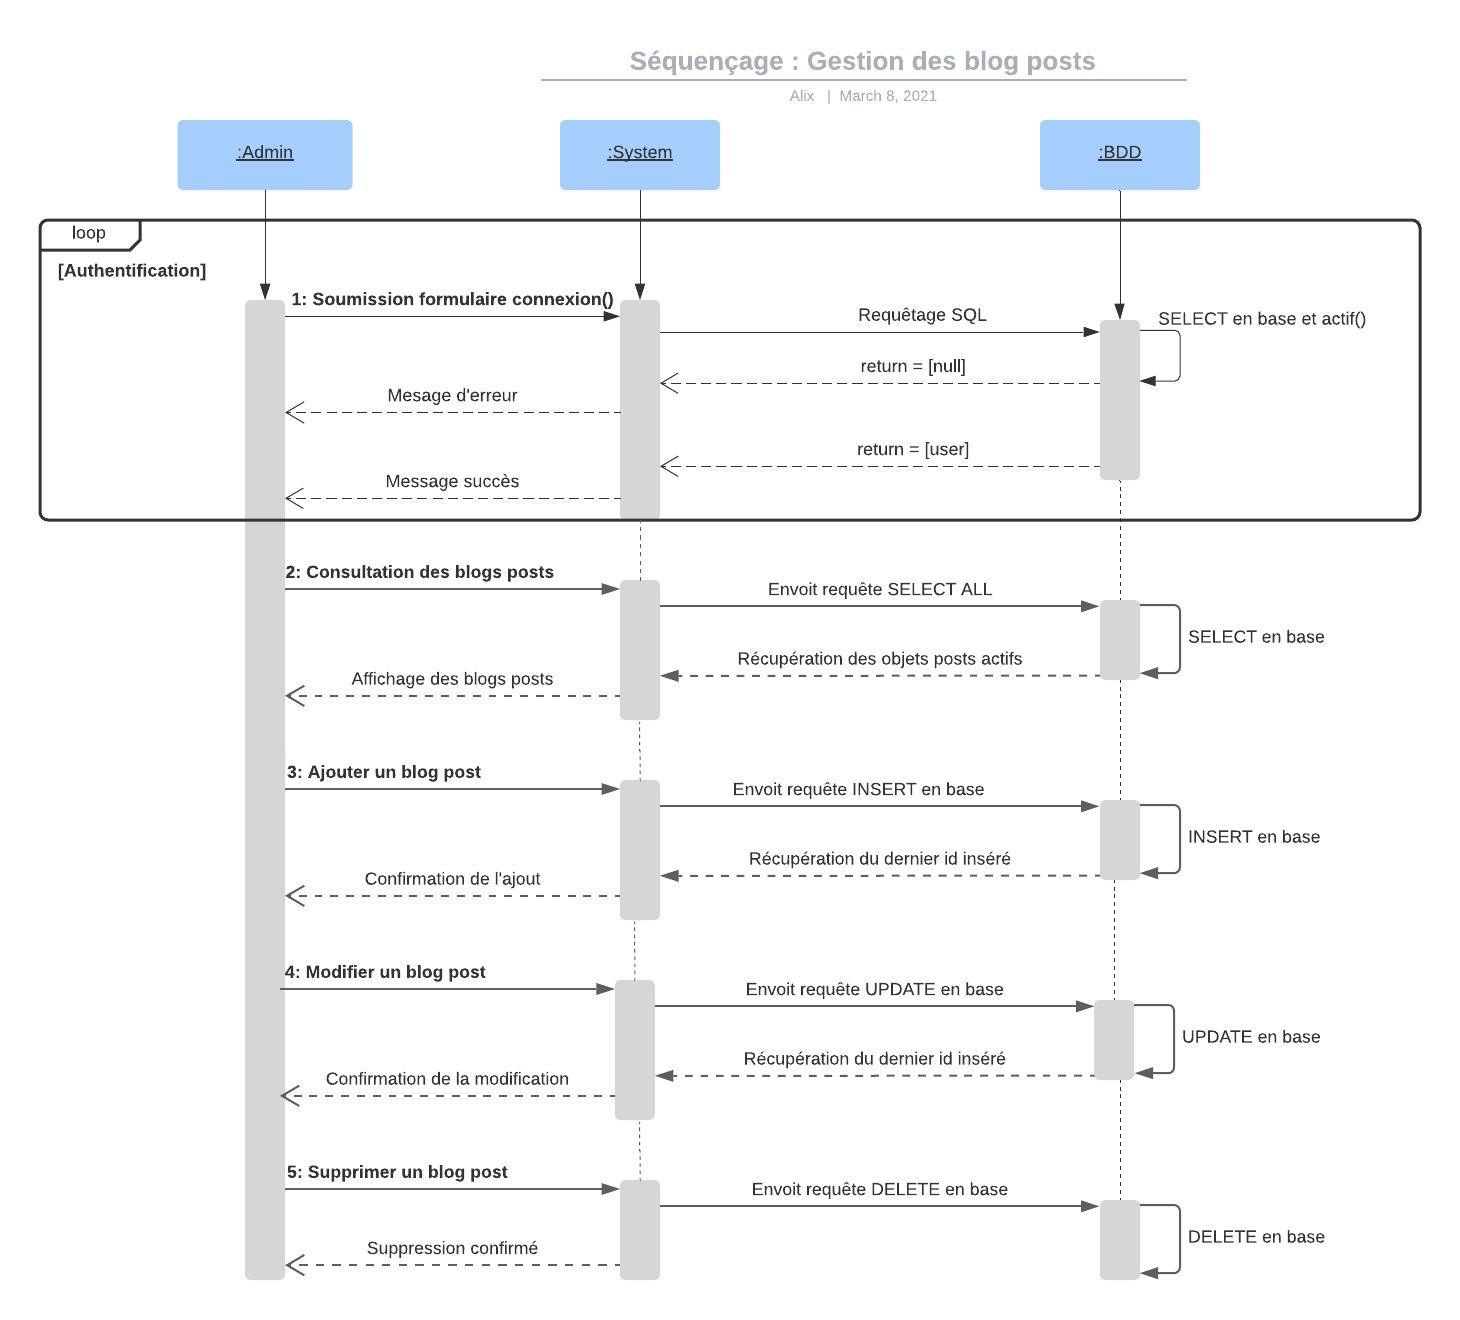 Séquençage : Gestion des blog posts
Alix | March 8, 2021
:Admin
:System
:BDD
loop
[Authentification]
1: Soumission formulaire connexion()
Requêtage SQL
SELECT en base et actif()
return = [null]
Mesage d'erreur
return = [user]
Message succès
2: Consultation des blogs posts
Envoit requête SELECT ALL
SELECT en base
Récupération des objets posts actifs
Affichage des blogs posts
3: Ajouter un blog post
Envoit requête INSERT en base
INSERT en base
Récupération du dernier id inséré
Confirmation de l'ajout
4: Modifier un blog post
Envoit requête UPDATE en base
UPDATE en base
Récupération du dernier id inséré
Confirmation de la modification
5: Supprimer un blog post
Envoit requête DELETE en base
DELETE en base
Suppression confirmé